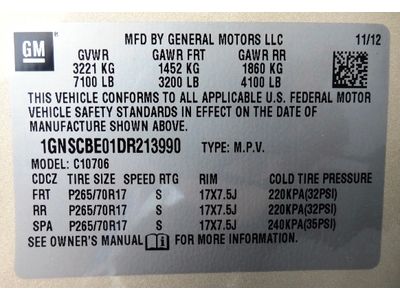 GM MFD BY GENERAL MOTORS LLC 11/12
GVWR GAWR FRT GAWR RR
3221 KG 1452 KG 1860 KG
7100 LB 3200 LB 4100 LB
THIS VEHICLE CONFORMS TO ALL APPLICABLE U.S. FEDERAL MOTOR
VEHICLE SAFETY STANDARDS IN EFFECT ON THE DATE OF
MANUFACTURE SHOWN ABOVE.
1GNSCBE01DR213990 TYPE: M.P.V.
MODEL: C10706
CDCZ TIRE SIZE SPEED RTG RIM COLD TIRE PRESSURE
FRT P265/70R17 S 17X7.5J 220KPA(32PSI)
RR P265/70R17 S 17X7.5J 220KPA(32PSI)
SPA P265/70R17 S 17X7.5J 240KPA(35PSI)
SEE OWNER'S MANUAL FOR MORE INFORMATION.